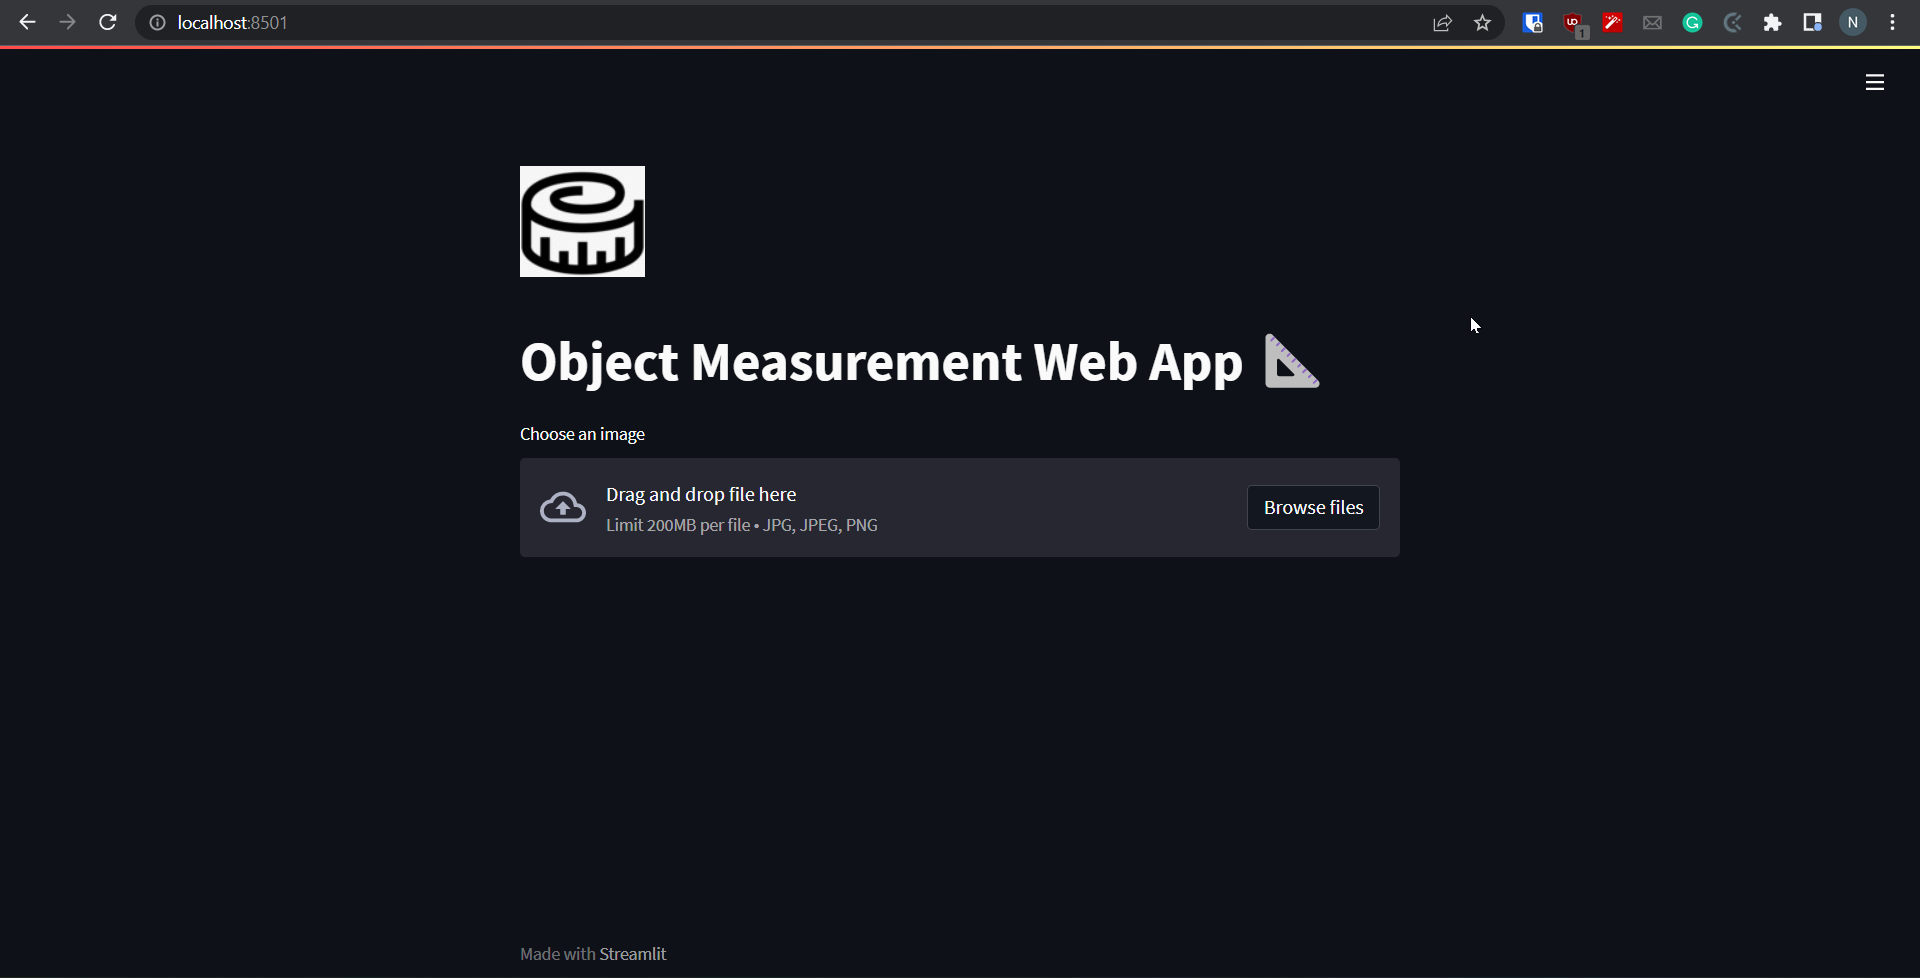 localhost:8501
1
N
Object Measurement Web App
Choose an image
Drag and drop file here
Limit 200MB per file • JPG, JPEG, PNG
Browse files
Made with Streamlit